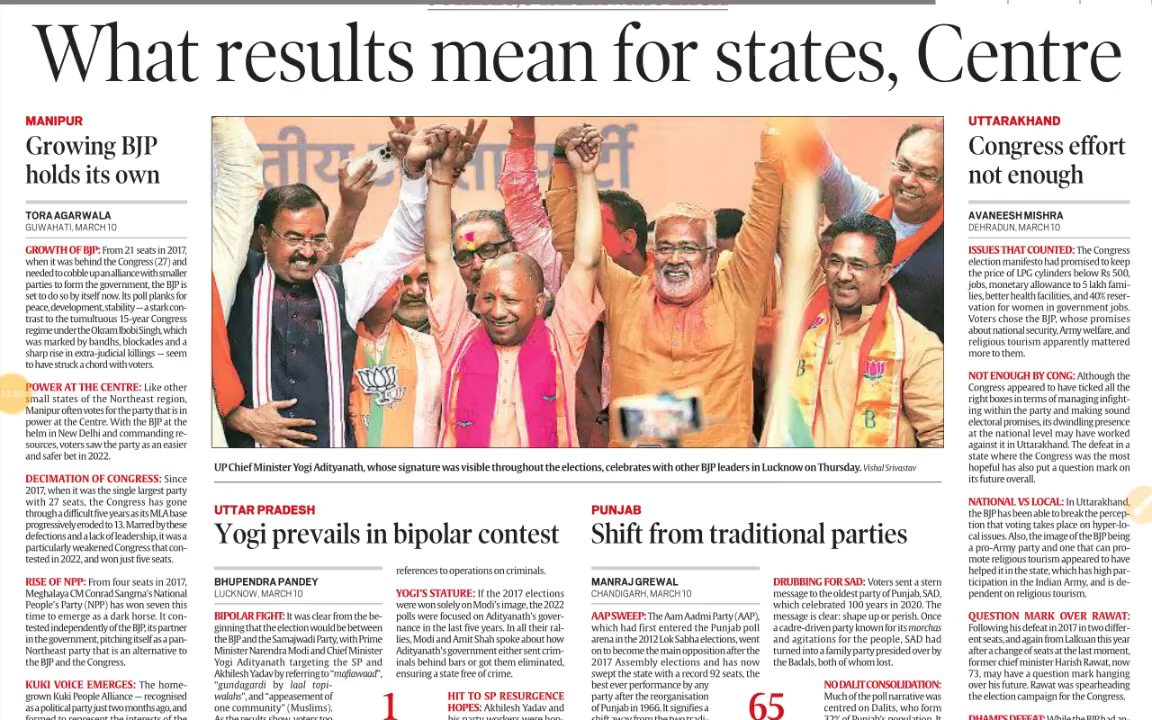 What results mean for states, Centre
MANIPUR
Growing BJP
holds its own
TORA AGARWALA
GUWAHATI, MARCH 10
GROWTH OF BJP: From 21 seats in 2017,
when it was behind the Congress (27) and
needed to cobble up an alliance with smaller
parties to form the government, the BJP is
set to do so by itself now. Its poll planks for
peace, development, stability — a stark con-
trast to the tumultuous 15-year Congress
regime under the Okram Ibobi Singh, which
was marked by bandhs, blockades and a
sharp rise in extra-judicial killings — seem
to have struck a chord with voters.
POWER AT THE CENTRE: Like other
small states of the Northeast region,
Manipur often votes for the party that is in
power at the Centre. With the BJP at the
helm in New Delhi and commanding re-
sources, voters saw the party as an easier
and safer bet in 2022.
DECIMATION OF CONGRESS: Since
2017, when it was the single largest party
with 27 seats, the Congress has gone
through a difficult five years as its MLA base
progressively eroded to 13. Marred by these
defections and a lack of leadership, it was a
particularly weakened Congress that con-
tested in 2022, and won just five seats.
RISE OF NPP: From four seats in 2017,
Meghalaya CM Conrad Sangma's National
People's Party (NPP) has won seven this
time to emerge as a dark horse. It con-
tested independently of the BJP, its partner
in the government, pitching itself as a pan-
Northeast party that is an alternative to
the BJP and the Congress.
KUKI VOICE EMERGES: The home-
grown Kuki People Alliance — recognised
as a political party just two months ago, and
formed to represent the interests of the
तीय जनता पार्टी
UP Chief Minister Yogi Adityanath, whose signature was visible throughout the elections, celebrates with other BJP leaders in Lucknow on Thursday. Vishal Srivastav
UTTAR PRADESH
Yogi prevails in bipolar contest
BHUPENDRA PANDEY
LUCKNOW, MARCH 10
BIPOLAR FIGHT: It was clear from the be-
ginning that the election would be between
the BJP and the Samajwadi Party, with Prime
Minister Narendra Modi and Chief Minister
Yogi Adityanath targeting the SP and
Akhilesh Yadav by referring to "mafiawaad",
"gundagardi by laal topi-
walahs", and "appeasement of
one community" (Muslims).
As the results show, voters too
references to operations on criminals.
YOGI'S STATURE: If the 2017 elections
were won solely on Modi's image, the 2022
polls were focused on Adityanath's gover-
nance in the last five years. In all their ral-
lies, Modi and Amit Shah spoke about how
Adityanath's government either sent crim-
inals behind bars or got them eliminated,
ensuring a state free of crime.
1
HIT TO SP RESURGENCE
HOPES: Akhilesh Yadav and
his party workers were hop-
PUNJAB
Shift from traditional parties
MANRAJ GREWAL
CHANDIGARH, MARCH 10
AAP SWEEP: The Aam Aadmi Party (AAP),
which had first entered the Punjab poll
arena in the 2012 Lok Sabha elections, went
on to become the main opposition after the
2017 Assembly elections and has now
swept the state with a record 92 seats, the
best ever performance by any
party after the reorganisation
of Punjab in 1966. It signifies a
shift away from the two tradi-
65
DRUBBING FOR SAD: Voters sent a stern
message to the oldest party of Punjab, SAD,
which celebrated 100 years in 2020. The
message is clear: shape up or perish. Once
a cadre-driven party known for its morchas
and agitations for the people, SAD had
turned into a family party presided over by
the Badals, both of whom lost.
NO DALIT CONSOLIDATION:
Much of the poll narrative was
centred on Dalits, who form
32% of Punjab's population. It
UTTARAKHAND
Congress effort
not enough
AVANEESH MISHRA
DEHRADUN, MARCH 10
ISSUES THAT COUNTED: The Congress
election manifesto had promised to keep
the price of LPG cylinders below Rs 500,
jobs, monetary allowance to 5 lakh fami-
lies, better health facilities, and 40% reser-
vation for women in government jobs.
Voters chose the BJP, whose promises
about national security, Army welfare, and
religious tourism apparently mattered
more to them.
NOT ENOUGH BY CONG: Although the
Congress appeared to have ticked all the
right boxes in terms of managing infight-
ing within the party and making sound
electoral promises, its dwindling presence
at the national level may have worked
against it in Uttarakhand. The defeat in a
state where the Congress was the most
hopeful has also put a question mark on
its future overall.
NATIONAL VS LOCAL: In Uttarakhand,
the BJP has been able to break the percep-
tion that voting takes place on hyper-lo-
cal issues. Also, the image of the BJP being
a pro-Army party and one that can pro-
mote religious tourism appeared to have
helped it in the state, which has high par-
ticipation in the Indian Army, and is de-
pendent on religious tourism.
QUESTION MARK OVER RAWAT:
Following his defeat in 2017 in two differ-
ent seats, and again from Lalkuan this year
after a change of seats at the last moment,
former chief minister Harish Rawat, now
73, may have a question mark hanging
over his future. Rawat was spearheading
the election campaign for the Congress.